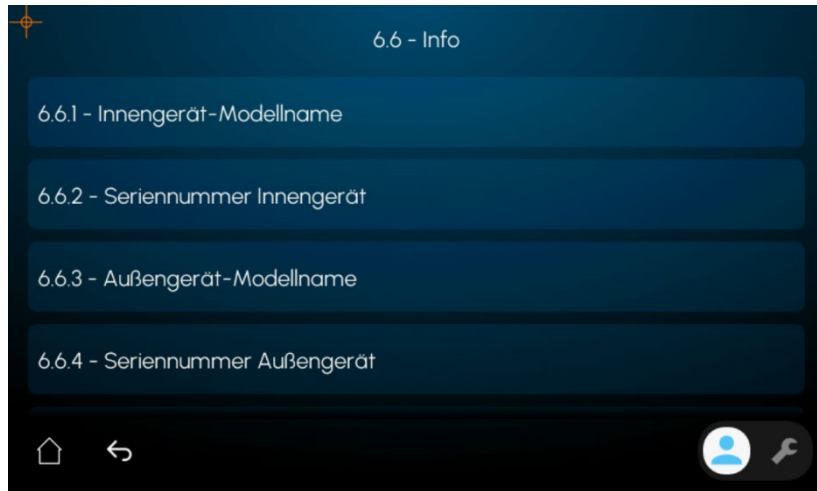 6.6 - Info
6.6.1 - Innengerät-Modellname
6.6.2 - Seriennummer Innengerät
6.6.3 - Außengerät-Modellname
6.6.4 - Seriennummer Außengerät